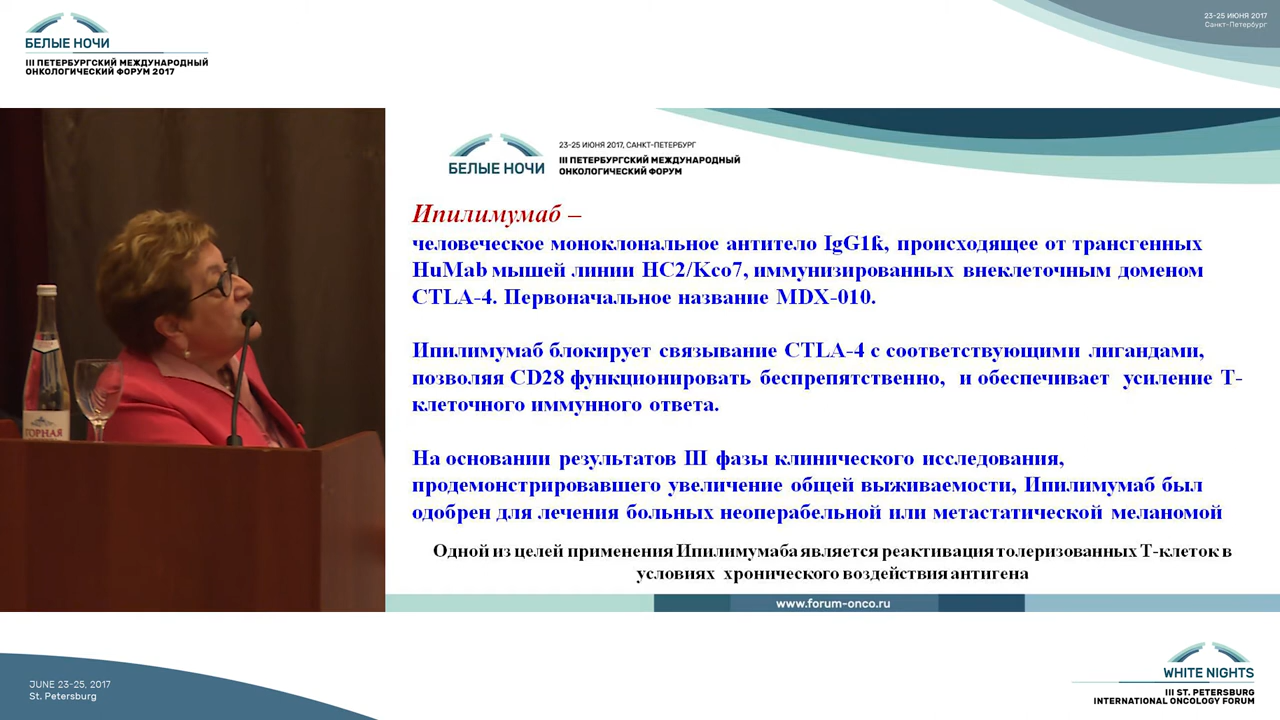 БЕЛЫЕ НОЧИ
III ПЕТЕРБУРГСКИЙ МЕЖДУНАРОДНЫЙ
ОНКОЛОГИЧЕСКИЙ ФОРУМ 2017
23-25 ИЮНЯ 2017
Санкт-Петербург
БЕЛЫЕ НОЧИ
23-25 ИЮНЯ 2017, САНКТ-ПЕТЕРБУРГ
III ПЕТЕРБУРГСКИЙ МЕЖДУНАРОДНЫЙ
ОНКОЛОГИЧЕСКИЙ ФОРУМ
Ипилимумаб –
человеческое моноклональное антитело IgG1ƙ, происходящее от трансгенных
HuMab мышей линии HC2/Kco7, иммунизированных внеклеточным доменом
CTLA-4. Первоначальное название MDX-010.
Ипилимумаб блокирует связывание CTLA-4 с соответствующими лигандами,
позволяя CD28 функционировать беспрепятственно, и обеспечивает усиление Т-
клеточного иммунного ответа.
На основании результатов III фазы клинического исследования,
продемонстрировавшего увеличение общей выживаемости, Ипилимумаб был
одобрен для лечения больных неоперабельной или метастатической меланомой
Одной из целей применения Ипилимумаба является реактивация толеризованных Т-клеток в
условиях хронического воздействия антигена
www.forum-onco.ru
ГОРНАЯ
JUNE 23-25, 2017
St. Petersburg
WHITE NIGHTS
III ST. PETERSBURG
INTERNATIONAL ONCOLOGY FORUM